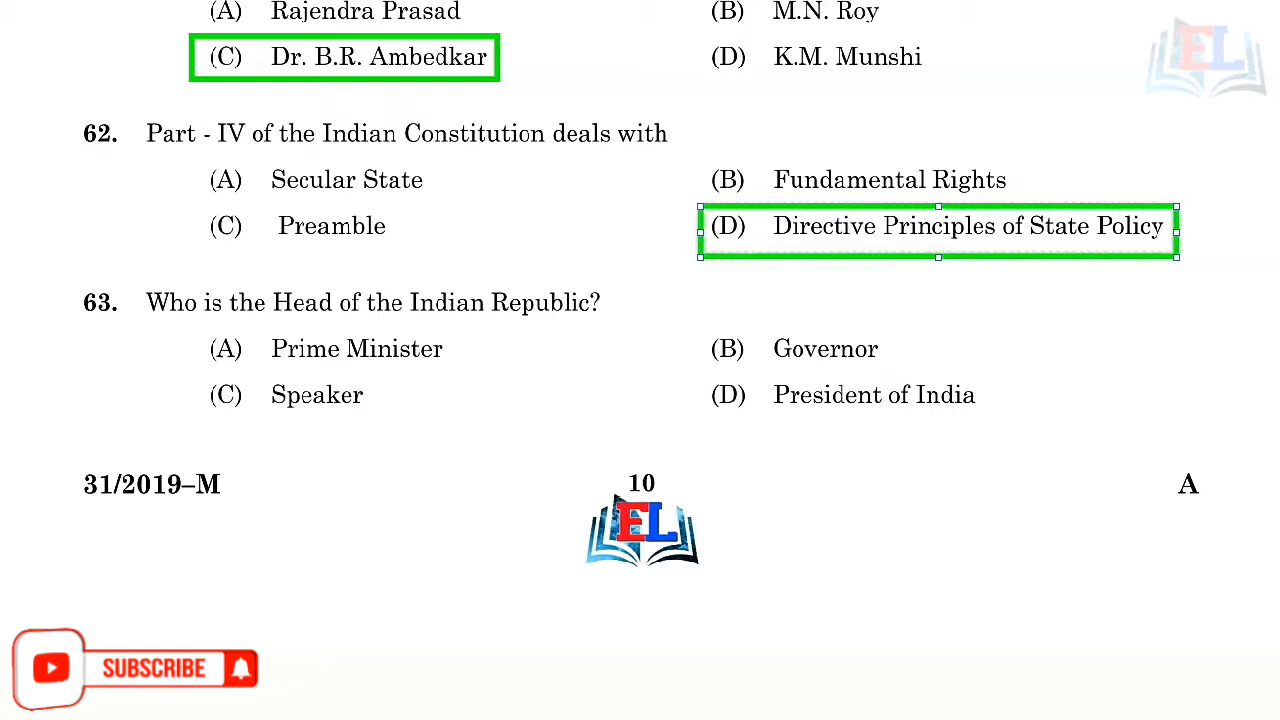 (A) Rajendra Prasad (B) M.N. Roy
(C) Dr. B.R. Ambedkar (D) K.M. Munshi
EL
62. Part - IV of the Indian Constitution deals with
(A) Secular State (B) Fundamental Rights
(C) Preamble (D) Directive Principles of State Policy
63. Who is the Head of the Indian Republic?
(A) Prime Minister (B) Governor
(C) Speaker (D) President of India
31/2019–M 10 A
EL
SUBSCRIBE